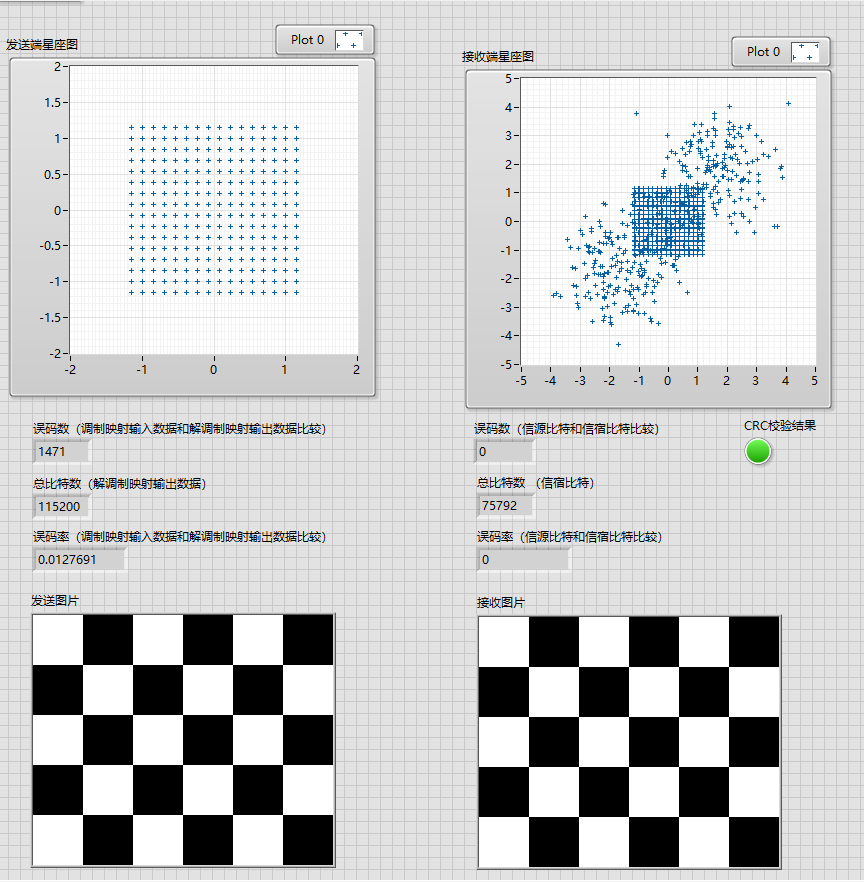 发送端星座图
Plot 0
2
1.5
1
0.5
0
-0.5
-1
-1.5
-2
-2 -1 0 1 2
接收端星座图
Plot 0
5
4
3
2
1
0
-1
-2
-3
-4
-5
-5 -4 -3 -2 -1 0 1 2 3 4 5
误码数（调制映射输入数据和解调制映射输出数据比较）
1471
总比特数（解调制映射输出数据）
115200
误码率（调制映射输入数据和解调制映射输出数据比较）
0.0127691
误码数（信源比特和信宿比特比较）
0
CRC校验结果
总比特数 （信宿比特）
75792
误码率（信源比特和信宿比特比较）
0
发送图片
接收图片